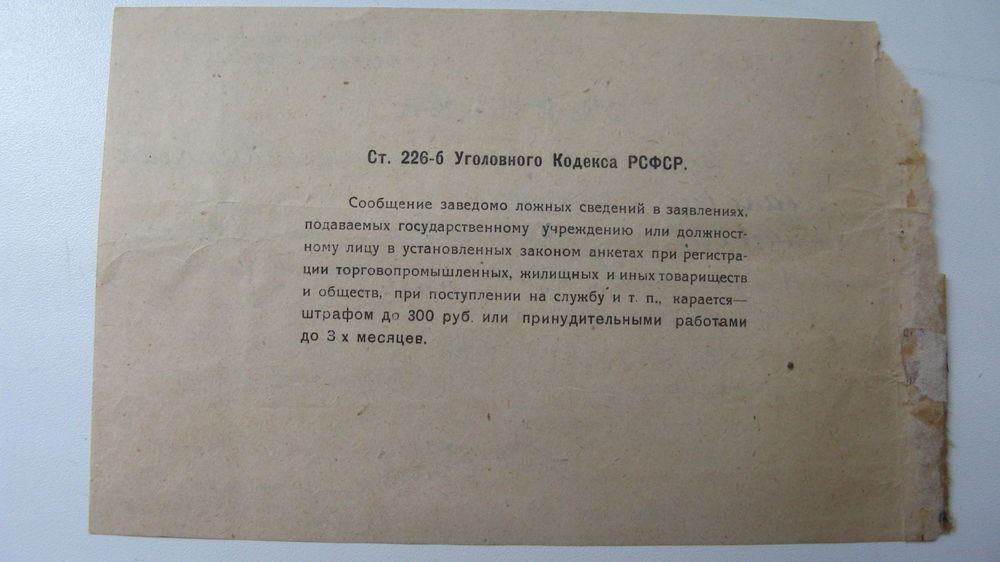 Ст. 226-б Уголовного Кодекса РСФСР.
Сообщение заведомо ложных сведений в заявлениях,
подаваемых государственному учреждению или должност-
ному лицу в установленных законом анкетах при регистра-
ции торговопромышленных, жилищных и иных товариществ
и обществ, при поступлении на службу и т. п., карается—
штрафом до 300 руб. или принудительными работами
до 3 х месяцев.